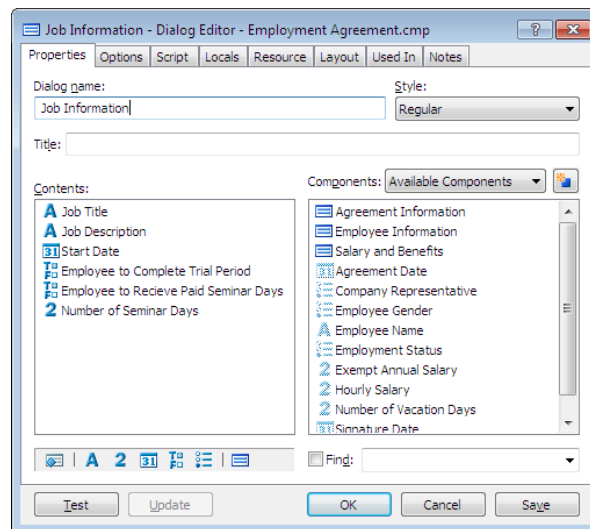 Job Information - Dialog Editor - Employment Agreement.cmp
Properties Options Script Locals Resource Layout Used In Notes
Dialog name: Style:
Job Information Regular
Title:
Contents: Components: Available Components
Job Title
Job Description
Start Date
Employee to Complete Trial Period
Employee to Recieve Paid Seminar Days
Number of Seminar Days
Agreement Information
Employee Information
Salary and Benefits
Agreement Date
Company Representative
Employee Gender
Employee Name
Employment Status
Exempt Annual Salary
Hourly Salary
Number of Vacation Days
Signature Date
Find:
Test Update OK Cancel Save